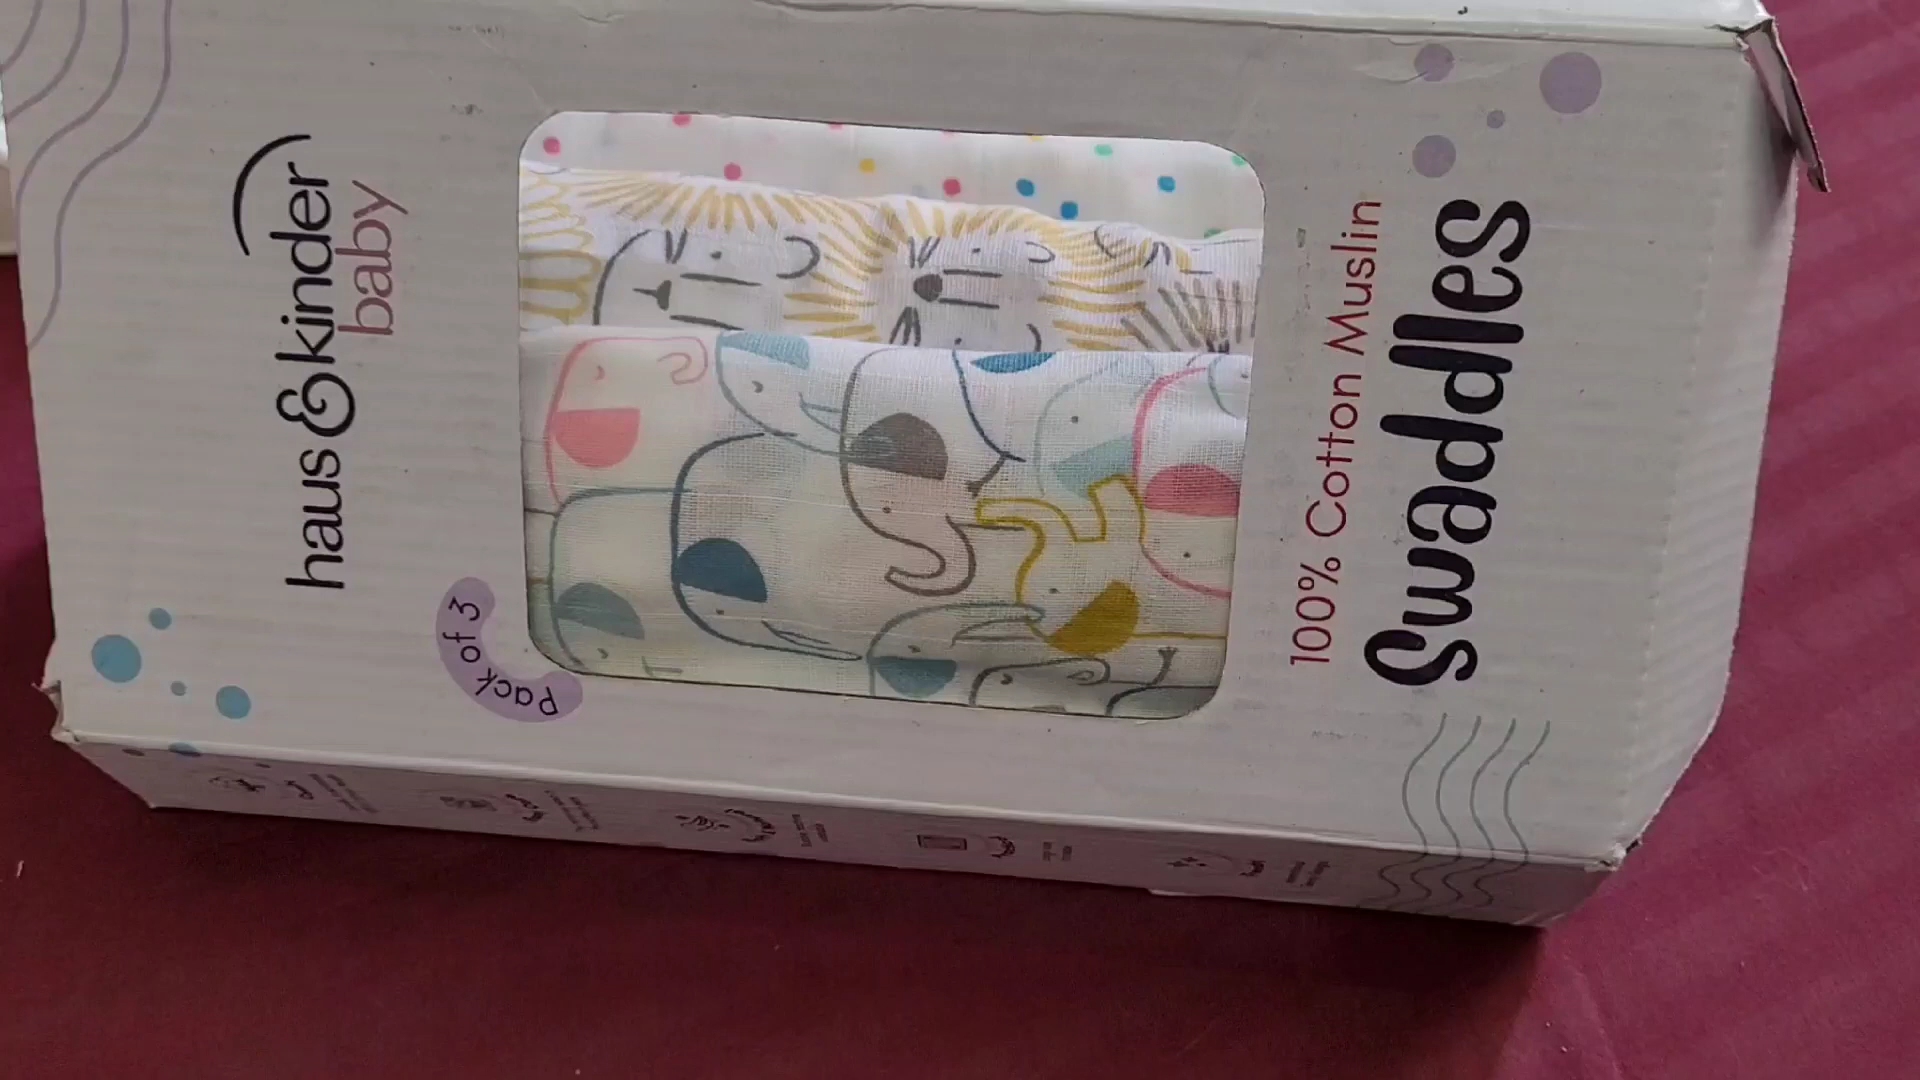 haus & kinder
baby
pack of 3
100% Cotton Muslin
Swaddles